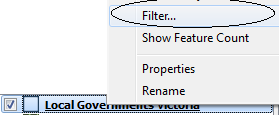 Filter...
Show Feature Count
Properties
Rename
Local Governments Victoria